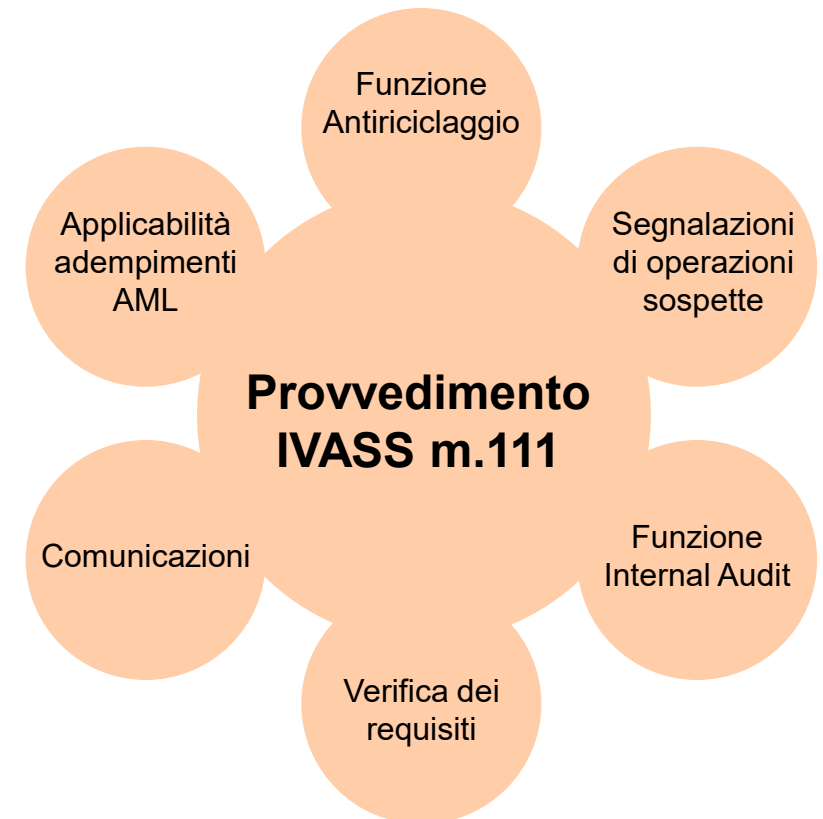 Funzione
Antiriciclaggio
Applicabilità
adempimenti
AML
Segnalazioni
di operazioni
sospette
Provvedimento
IVASS m.111
Comunicazioni
Funzione
Internal Audit
Verifica dei
requisiti